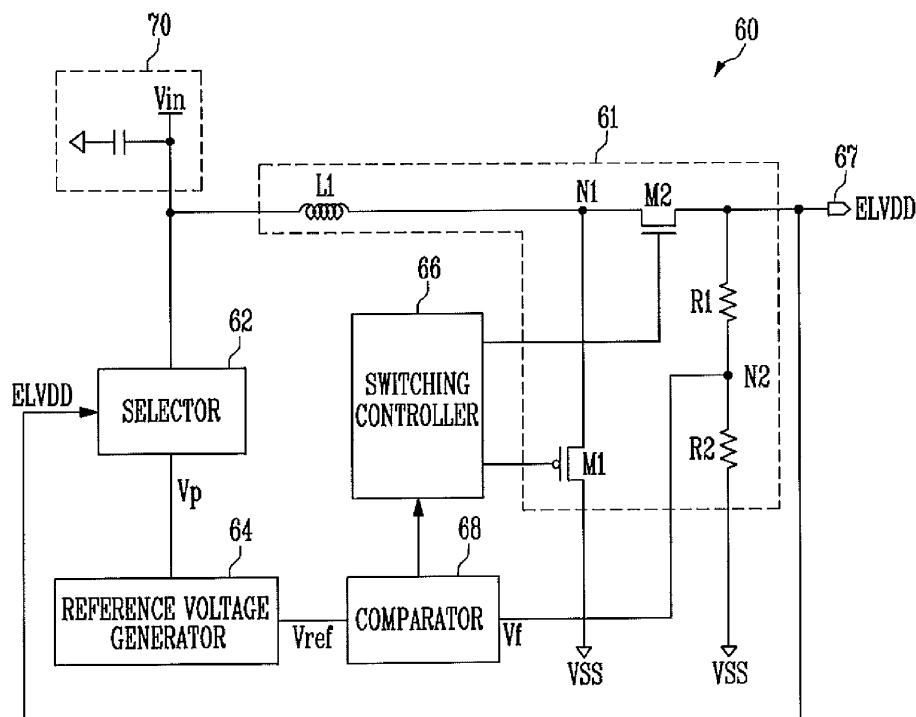 70
60
Vin
61
L1
N1
M2
67
ELVDD
66
R1
62
N2
ELVDD
SELECTOR
SWITCHING
CONTROLLER
R2
M1
Vp
64
68
REFERENCE VOLTAGE
GENERATOR
Vref
COMPARATOR
Vf
VSS
VSS